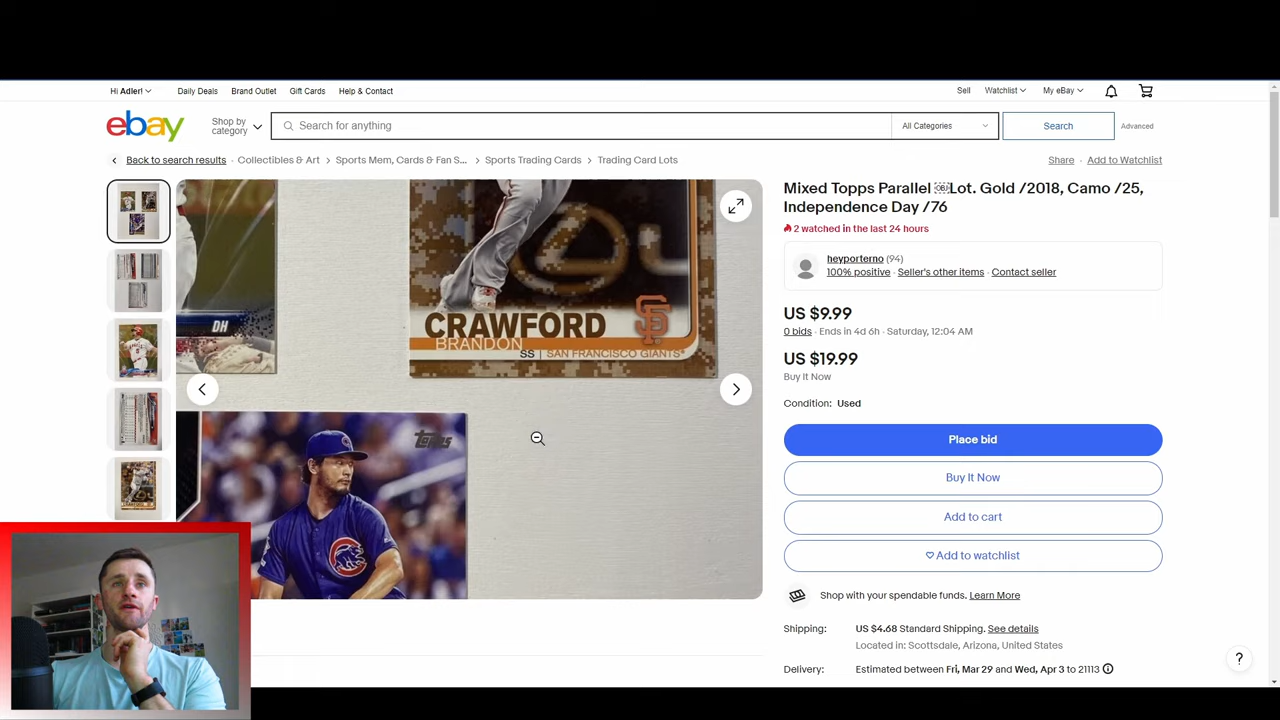 Hi Adler!
Daily Deals
Brand Outlet
Gift Cards
Help & Contact
Sell
Watchlist
My eBay
ebay
Shop by
category
Search for anything
All Categories
Search
Advanced
Back to search results
Collectibles & Art
Sports Mem, Cards & Fan S...
Sports Trading Cards
Trading Card Lots
Share
Add to Watchlist
DH
CRAWFORD
BRANDON
SS | SAN FRANCISCO GIANTS
SF
Topps
Mixed Topps Parallel OBJ Lot. Gold /2018, Camo /25,
Independence Day /76
2 watched in the last 24 hours
heyporterno (94)
100% positive · Seller's other items · Contact seller
US $9.99
0 bids · Ends in 4d 6h · Saturday, 12:04 AM
US $19.99
Buy It Now
Condition: Used
Place bid
Buy It Now
Add to cart
Add to watchlist
Shop with your spendable funds. Learn More
Shipping: US $4.68 Standard Shipping. See details
Located in: Scottsdale, Arizona, United States
Delivery: Estimated between Fri, Mar 29 and Wed, Apr 3 to 21113
?